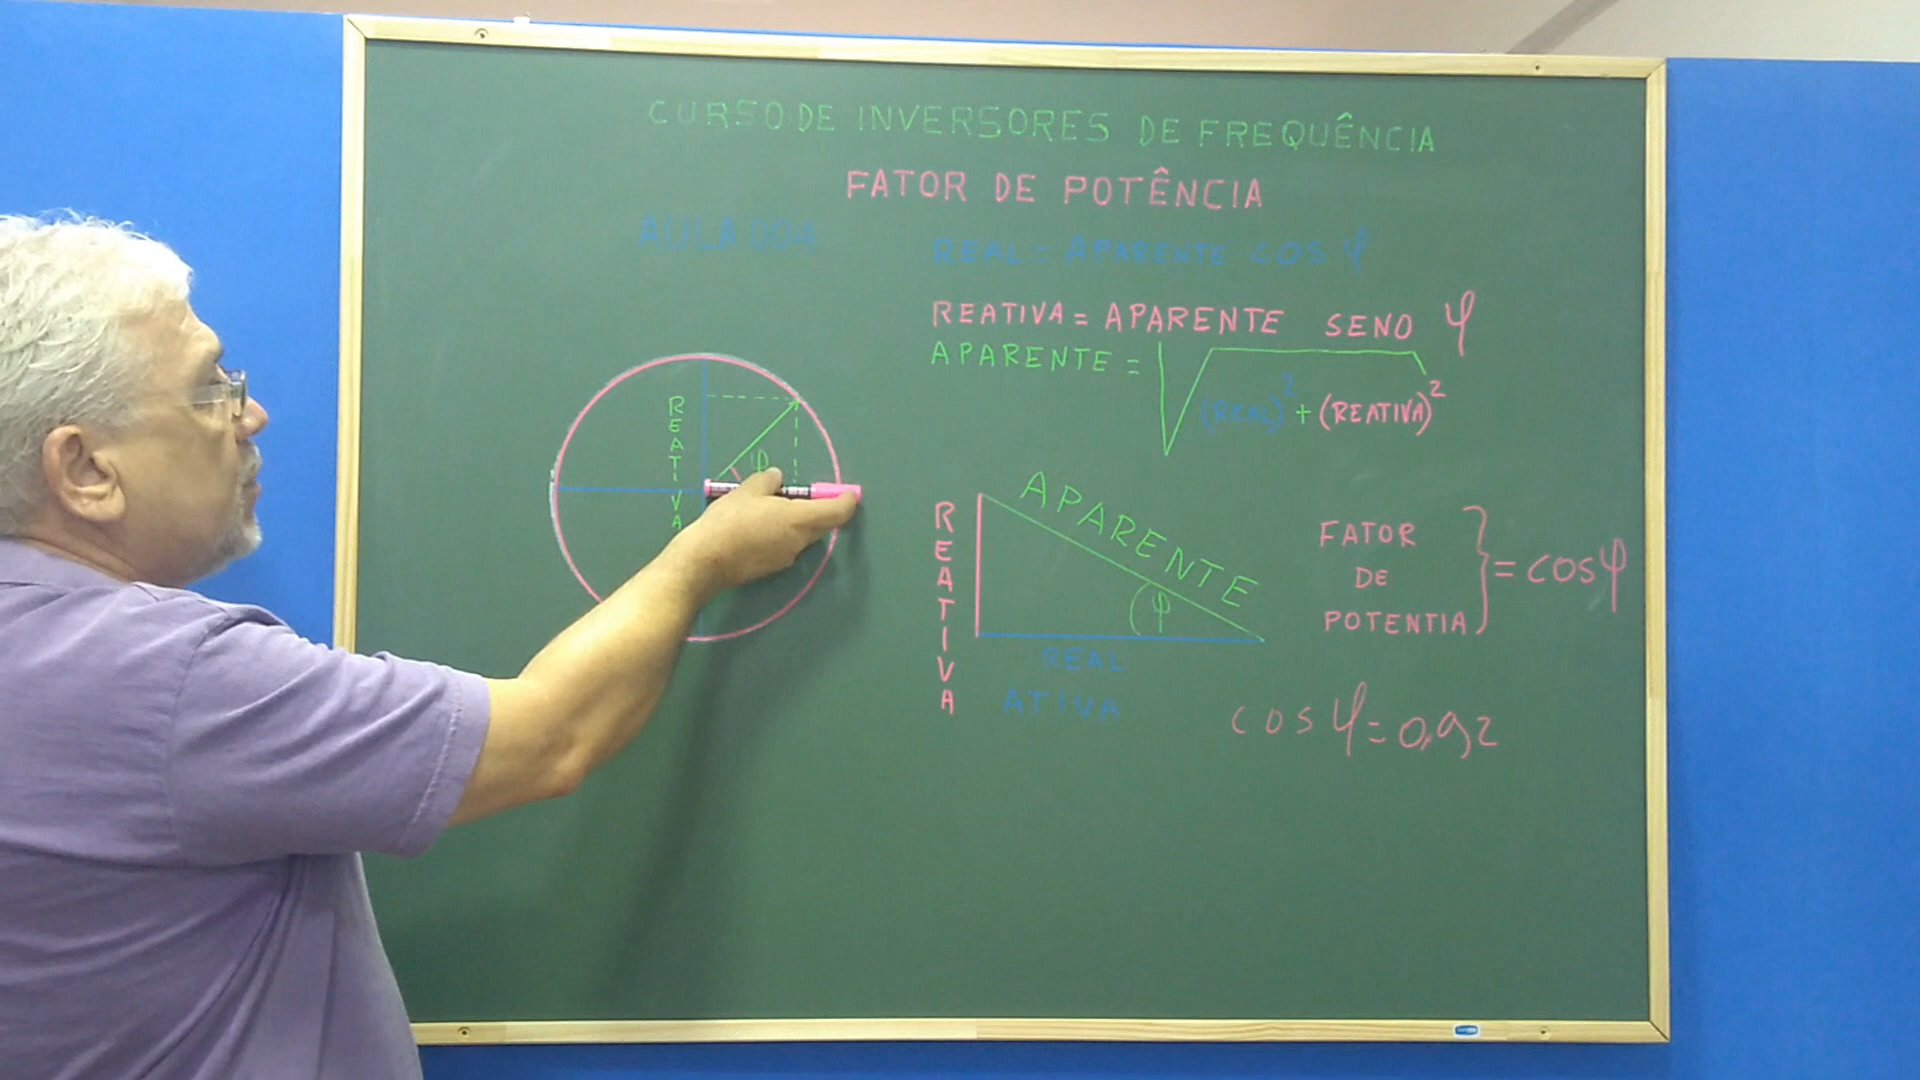 CURSO DE INVERSORES DE FREQUÊNCIA
FATOR DE POTÊNCIA
AULA 004
REAL = APARENTE COS φ
REATIVA = APARENTE SENO φ
APARENTE = √(REAL)² + (REATIVA)²
REATIVA
φ
REATIVA
APARENTE
φ
REAL
ATIVA
FATOR
DE
POTENTIA
} = COSφ
COS φ = 0,92